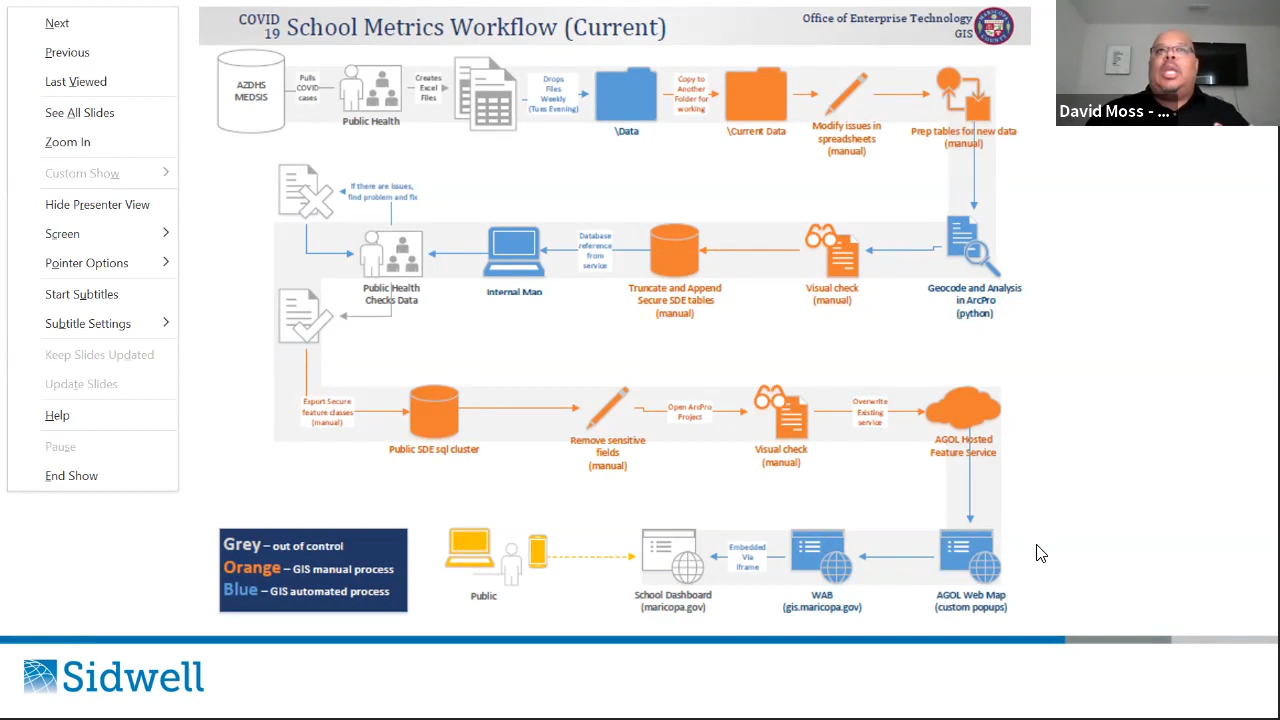 Next
Previous
Last Viewed
See All Slides
Zoom In
Custom Show
Hide Presenter View
Screen
Pointer Options
Start Subtitles
Subtitle Settings
Keep Slides Updated
Update Slides
Help
Pause
End Show
COVID
19
School Metrics Workflow (Current)
Office of Enterprise Technology
GIS
David Moss - ...
AZDHS
MEDSIS
Pulls
COVID
cases
Public Health
Creates
Excel
Files
Drops
Files
Weekly
(Tues Evening)
\Data
Copy to
Another
Folder for
working
\Current Data
Modify issues in
spreadsheets
(manual)
Prep tables for new data
(manual)
If there are issues,
find problem and fix
Public Health
Checks Data
Internal Map
Database
reference
from
service
Truncate and Append
Secure SDE tables
(manual)
Visual check
(manual)
Geocode and Analysis
in ArcPro
(python)
Export Secure
feature classes
(manual)
Public SDE sql cluster
Remove sensitive
fields
(manual)
Open ArcPro
Project
Visual check
(manual)
Overwrite
Existing
service
AGOL Hosted
Feature Service
Grey – out of control
Orange – GIS manual process
Blue – GIS automated process
Public
School Dashboard
(maricopa.gov)
Embedded
Via
iframe
WAB
(gis.maricopa.gov)
AGOL Web Map
(custom popups)
Sidwell